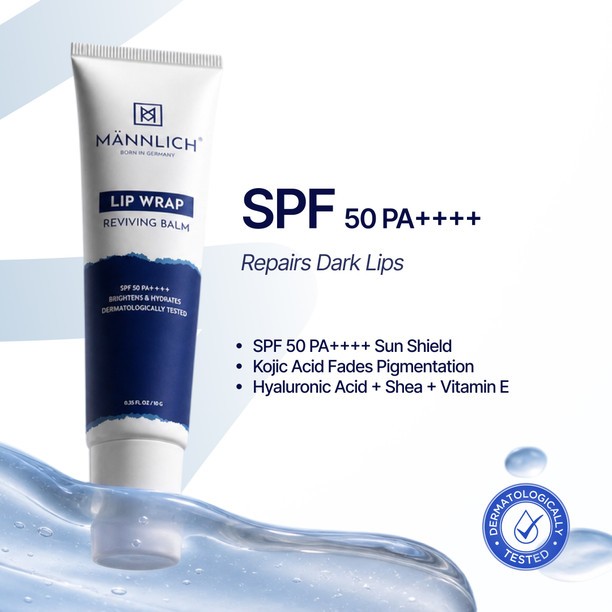 MÄNNLICH®
BORN IN GERMANY
LIP WRAP
REVIVING BALM
SPF 50 PA++++
BRIGHTENS & HYDRATES
DERMATOLOGICALLY TESTED
0.35 FL OZ / 10 G
SPF 50 PA++++
Repairs Dark Lips
• SPF 50 PA++++ Sun Shield
• Kojic Acid Fades Pigmentation
• Hyaluronic Acid + Shea + Vitamin E
DERMATOLOGICALLY
• TESTED •